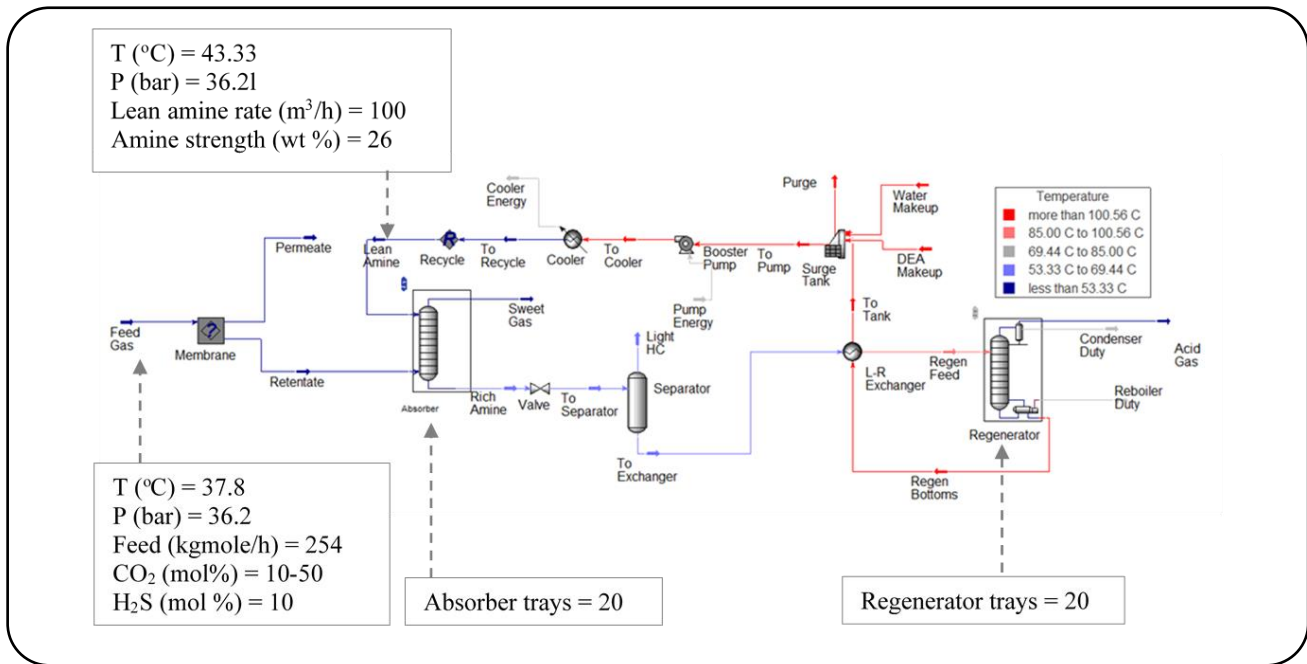 T (°C) = 43.33
P (bar) = 36.2l
Lean amine rate (m³/h) = 100
Amine strength (wt %) = 26
Cooler
Energy
Purge
Water
Makeup
Temperature
more than 100.56 C
85.00 C to 100.56 C
69.44 C to 85.00 C
53.33 C to 69.44 C
less than 53.33 C
Permeate
Lean
Amine
R
Recycle
To
Recycle
Cooler
To
Cooler
Booster
Pump
To
Pump
Surge
Tank
DEA
Makeup
Feed
Gas
?
Membrane
Retentate
Sweet
Gas
Pump
Energy
Light
HC
To
Tank
Absorber
Rich
Amine
Valve
To
Separator
Separator
L-R
Exchanger
Regen
Feed
Condenser
Duty
Acid
Gas
Reboiler
Duty
Regenerator
To
Exchanger
Regen
Bottoms
T (°C) = 37.8
P (bar) = 36.2
Feed (kgmole/h) = 254
CO₂ (mol%) = 10-50
H₂S (mol %) = 10
Absorber trays = 20
Regenerator trays = 20